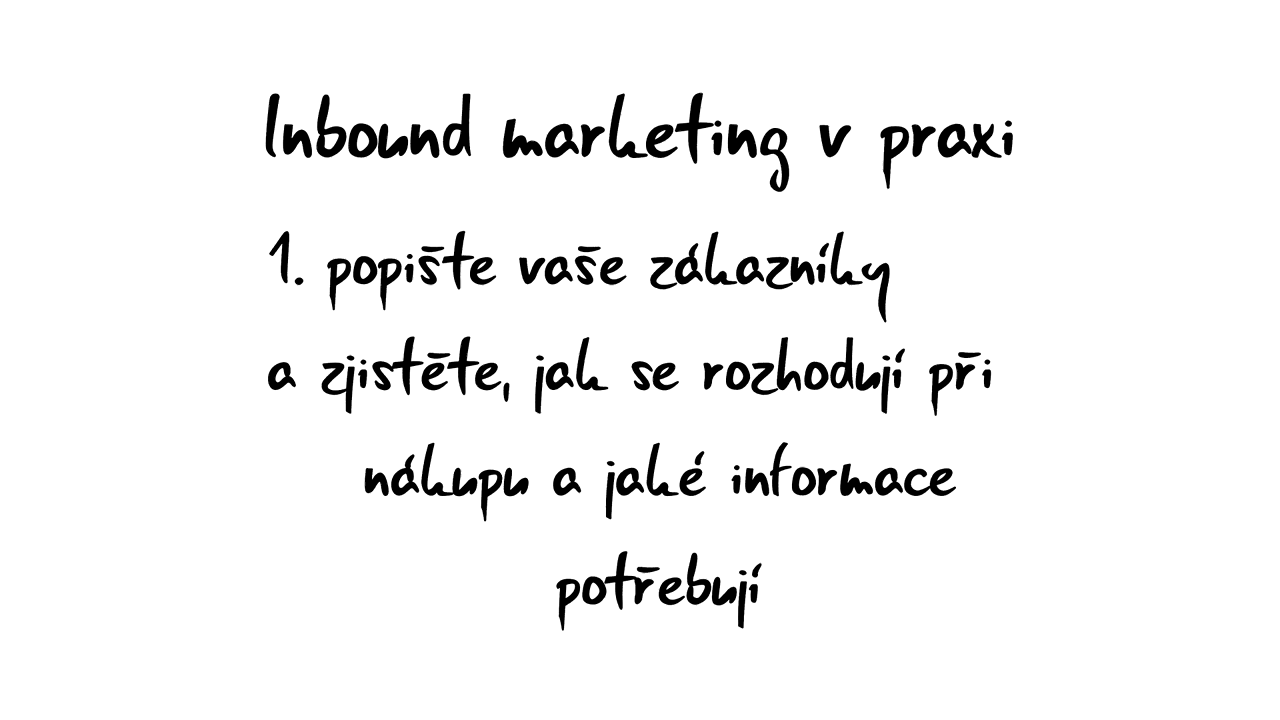 Inbound marketing v praxi
1. popište vaše zákazníky
a zjistěte, jak se rozhodují při
nákupu a jaké informace
potřebují